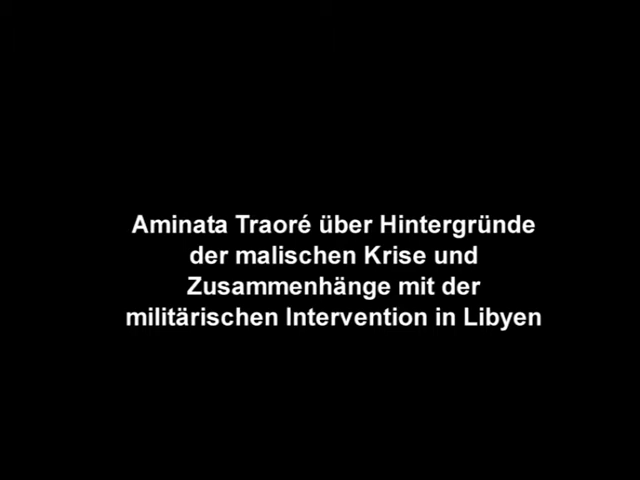 Aminata Traoré über Hintergründe
der malischen Krise und
Zusammenhänge mit der
militärischen Intervention in Libyen